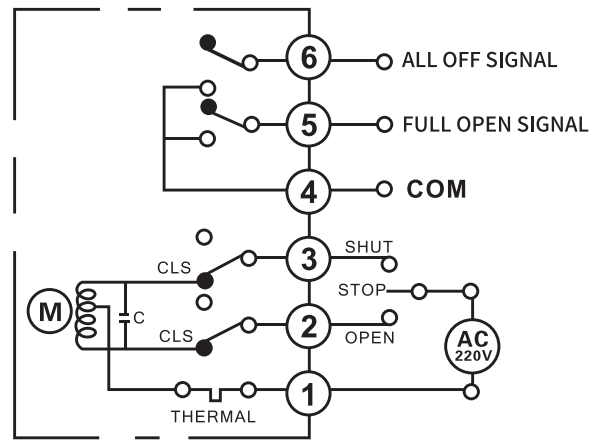 6 ALL OFF SIGNAL
5 FULL OPEN SIGNAL
4 COM
3 SHUT
CLS
STOP
M C
2 OPEN
CLS
AC
220V
1
THERMAL